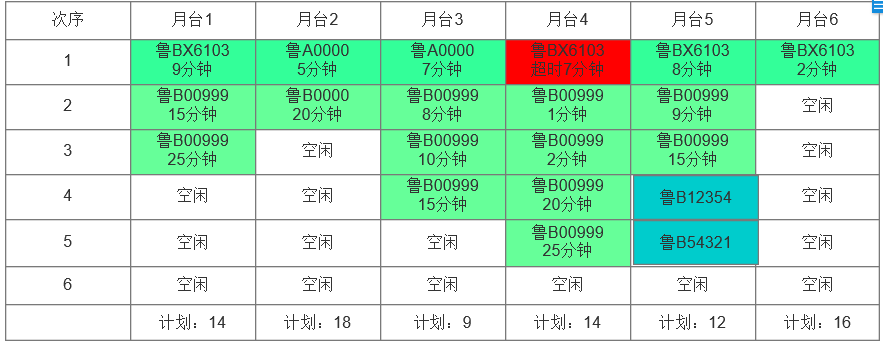 次序 月台1 月台2 月台3 月台4 月台5 月台6
1 鲁BX6103 鲁A0000 鲁A0000 鲁BX6103 鲁BX6103 鲁BX6103
9分钟 5分钟 7分钟 超时7分钟 8分钟 2分钟
2 鲁B00999 鲁B0000 鲁B00999 鲁B00999 鲁B00999 空闲
15分钟 20分钟 8分钟 1分钟 9分钟
3 鲁B00999 空闲 鲁B00999 鲁B00999 鲁B00999 空闲
25分钟 10分钟 2分钟 15分钟
4 空闲 空闲 鲁B00999 鲁B00999 鲁B12354 空闲
15分钟 20分钟
5 空闲 空闲 空闲 鲁B00999 鲁B54321 空闲
25分钟
6 空闲 空闲 空闲 空闲 空闲 空闲
计划：14 计划：18 计划：9 计划：14 计划：12 计划：16